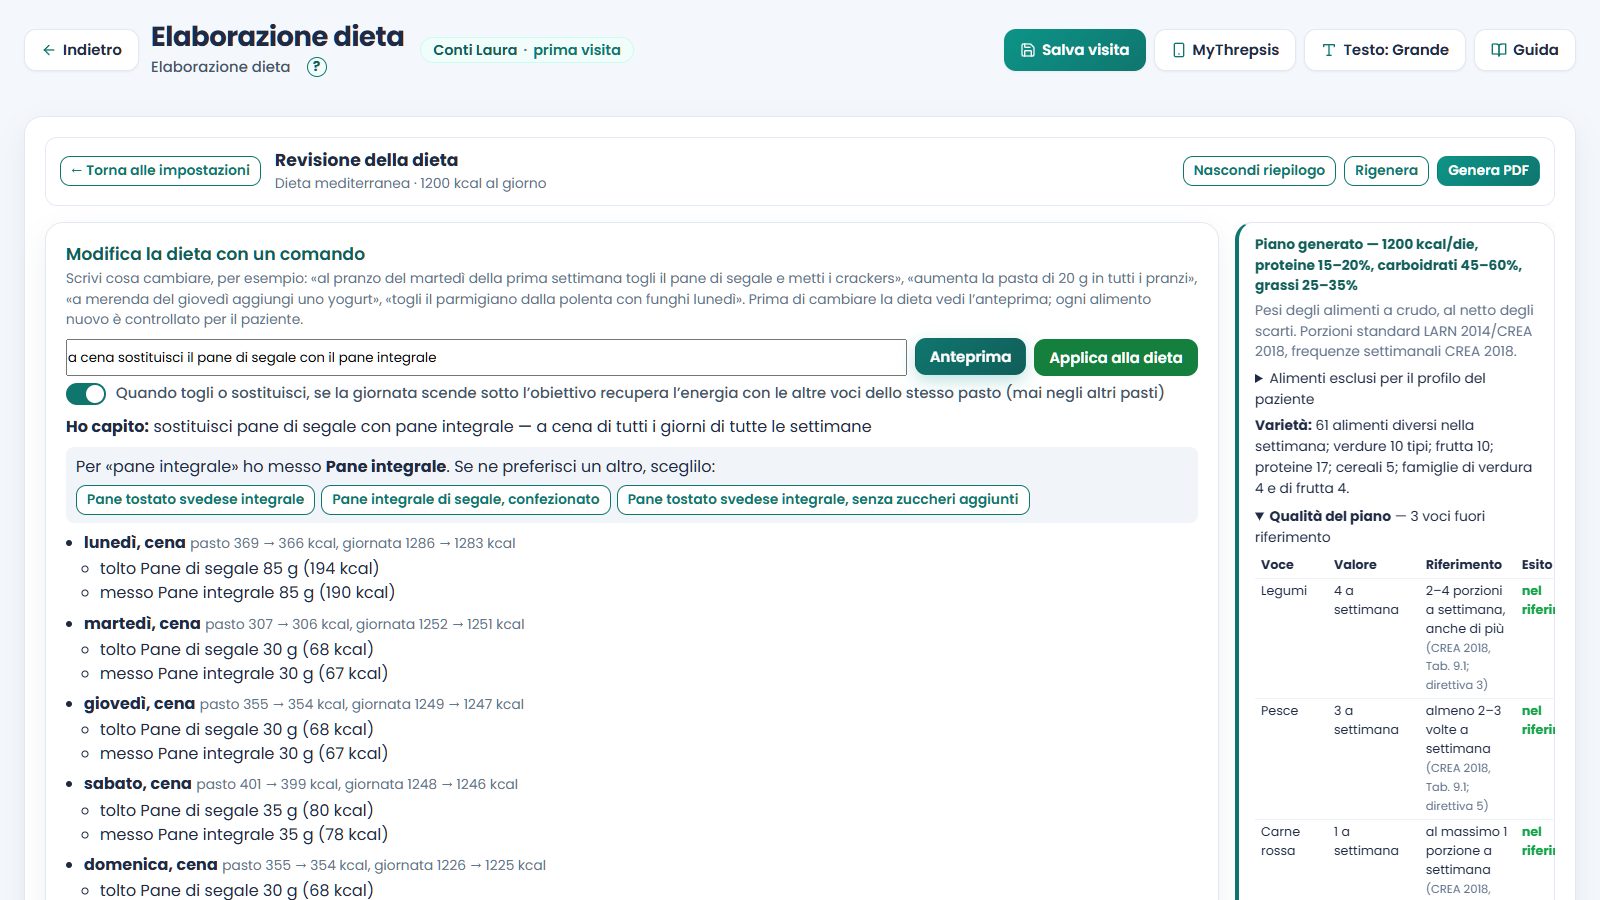 ← Indietro
Elaborazione dieta
Elaborazione dieta ?
Conti Laura · prima visita
Salva visita
MyThrepsis
Testo: Grande
Guida
← Torna alle impostazioni
Revisione della dieta
Dieta mediterranea · 1200 kcal al giorno
Nascondi riepilogo
Rigenera
Genera PDF
Modifica la dieta con un comando
Scrivi cosa cambiare, per esempio: «al pranzo del martedì della prima settimana togli il pane di segale e metti i crackers», «aumenta la pasta di 20 g in tutti i pranzi»,
«a merenda del giovedì aggiungi uno yogurt», «togli il parmigiano dalla polenta con funghi lunedì». Prima di cambiare la dieta vedi l’anteprima; ogni alimento
nuovo è controllato per il paziente.
a cena sostituisci il pane di segale con il pane integrale
Anteprima
Applica alla dieta
Quando togli o sostituisci, se la giornata scende sotto l’obiettivo recupera l’energia con le altre voci dello stesso pasto (mai negli altri pasti)
Ho capito: sostituisci pane di segale con pane integrale — a cena di tutti i giorni di tutte le settimane
Per «pane integrale» ho messo Pane integrale. Se ne preferisci un altro, sceglilo:
Pane tostato svedese integrale
Pane integrale di segale, confezionato
Pane tostato svedese integrale, senza zuccheri aggiunti
• lunedì, cena pasto 369 → 366 kcal, giornata 1286 → 1283 kcal
tolto Pane di segale 85 g (194 kcal)
messo Pane integrale 85 g (190 kcal)
• martedì, cena pasto 307 → 306 kcal, giornata 1252 → 1251 kcal
tolto Pane di segale 30 g (68 kcal)
messo Pane integrale 30 g (67 kcal)
• giovedì, cena pasto 355 → 354 kcal, giornata 1249 → 1247 kcal
tolto Pane di segale 30 g (68 kcal)
messo Pane integrale 30 g (67 kcal)
• sabato, cena pasto 401 → 399 kcal, giornata 1248 → 1246 kcal
tolto Pane di segale 35 g (80 kcal)
messo Pane integrale 35 g (78 kcal)
• domenica, cena pasto 355 → 354 kcal, giornata 1226 → 1225 kcal
tolto Pane di segale 30 g (68 kcal)
Piano generato — 1200 kcal/die,
proteine 15–20%, carboidrati 45–60%,
grassi 25–35%
Pesi degli alimenti a crudo, al netto degli
scarti. Porzioni standard LARN 2014/CREA
2018, frequenze settimanali CREA 2018.
▶ Alimenti esclusi per il profilo del
paziente
Varietà: 61 alimenti diversi nella
settimana; verdure 10 tipi; frutta 10;
proteine 17; cereali 5; famiglie di verdura
4 e di frutta 4.
▼ Qualità del piano — 3 voci fuori
riferimento
Voce Valore Riferimento Esito
Legumi 4 a 2–4 porzioni nel
settimana a settimana, riferi
anche di più
(CREA 2018,
Tab. 9.1;
direttiva 3)
Pesce 3 a almeno 2–3 nel
settimana volte a riferi
settimana
(CREA 2018,
Tab. 9.1;
direttiva 5)
Carne 1 a al massimo 1 nel
rossa settimana porzione a riferi
settimana
(CREA 2018,